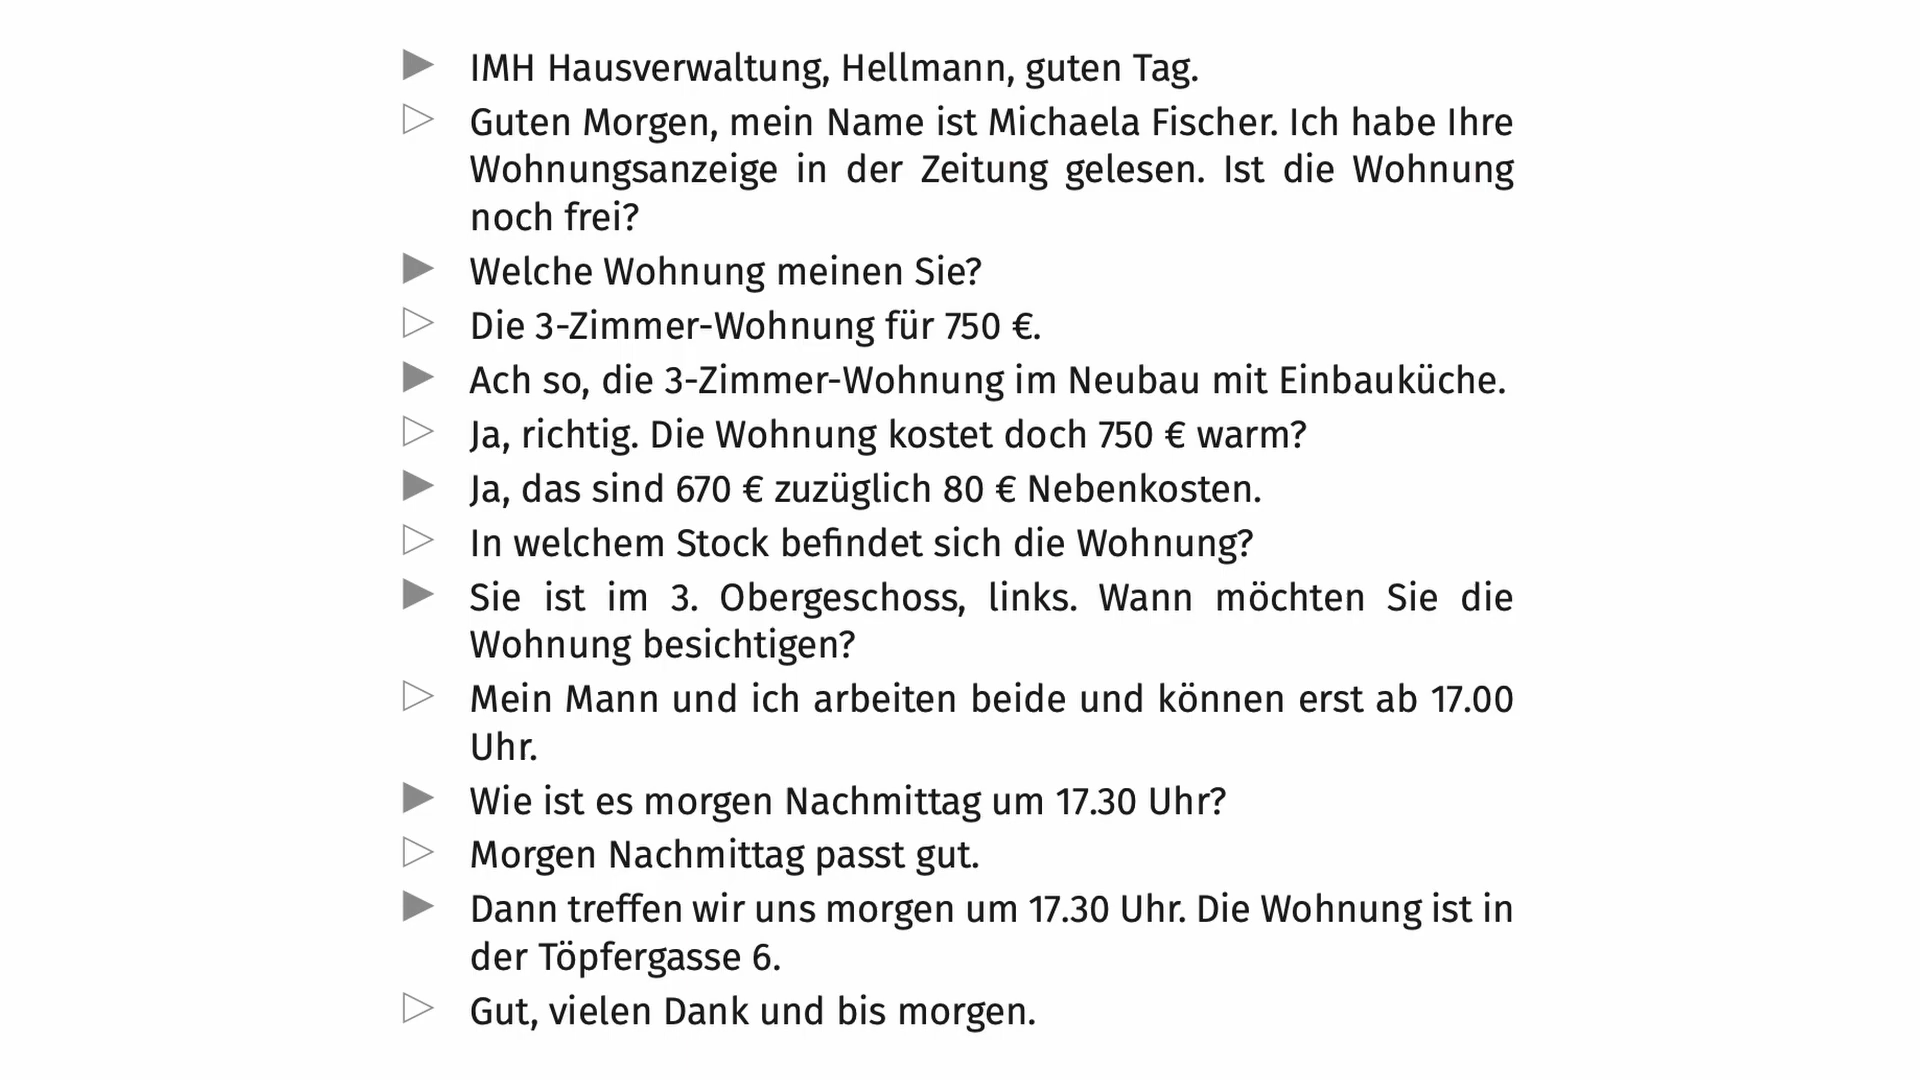 ▶ IMH Hausverwaltung, Hellmann, guten Tag.
▷ Guten Morgen, mein Name ist Michaela Fischer. Ich habe Ihre
Wohnungsanzeige in der Zeitung gelesen. Ist die Wohnung
noch frei?
▶ Welche Wohnung meinen Sie?
▷ Die 3-Zimmer-Wohnung für 750 €.
▶ Ach so, die 3-Zimmer-Wohnung im Neubau mit Einbauküche.
▷ Ja, richtig. Die Wohnung kostet doch 750 € warm?
▶ Ja, das sind 670 € zuzüglich 80 € Nebenkosten.
▷ In welchem Stock befindet sich die Wohnung?
▶ Sie ist im 3. Obergeschoss, links. Wann möchten Sie die
Wohnung besichtigen?
▷ Mein Mann und ich arbeiten beide und können erst ab 17.00
Uhr.
▶ Wie ist es morgen Nachmittag um 17.30 Uhr?
▷ Morgen Nachmittag passt gut.
▶ Dann treffen wir uns morgen um 17.30 Uhr. Die Wohnung ist in
der Töpfergasse 6.
▷ Gut, vielen Dank und bis morgen.